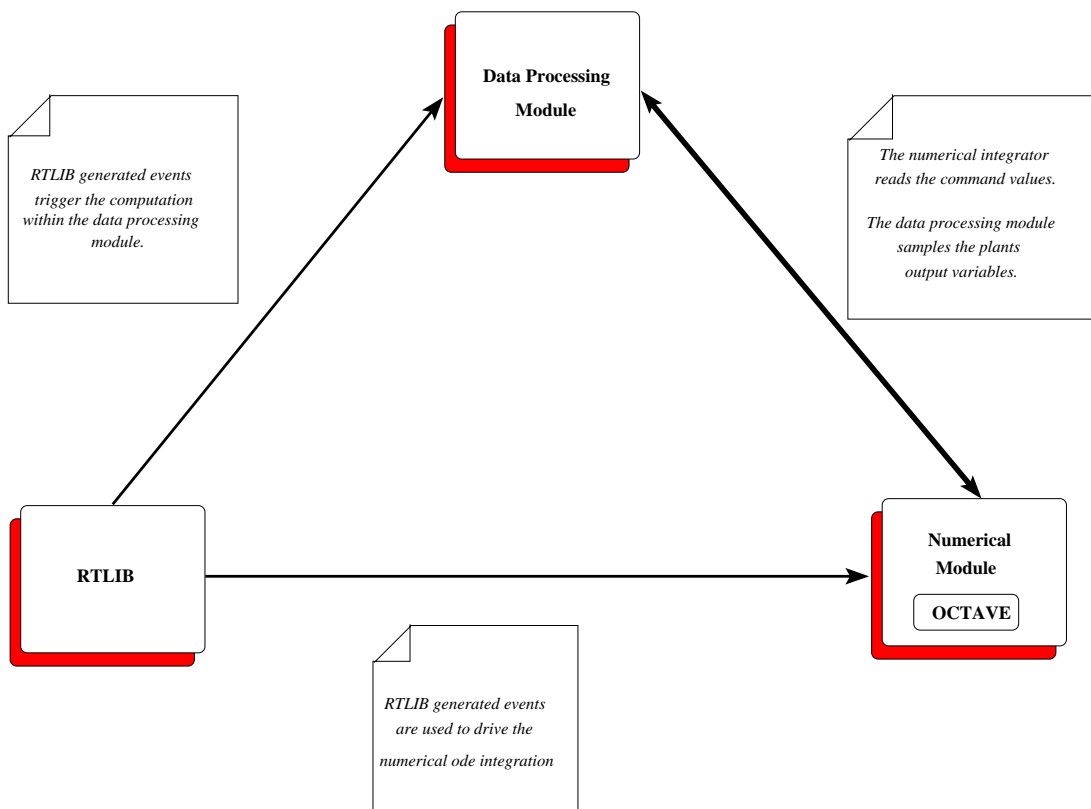 Data Processing
Module
RTLIB generated events
trigger the computation
within the data processing
module.
The numerical integrator
reads the command values.
The data processing module
samples the plants
output variables.
RTLIB
Numerical
Module
OCTAVE
RTLIB generated events
are used to drive the
numerical ode integration